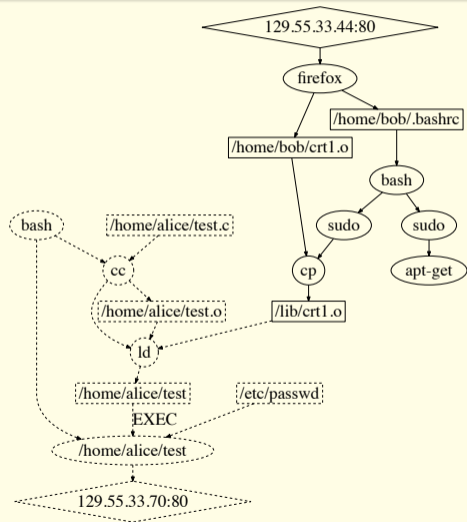 129.55.33.44:80
firefox
/home/bob/.bashrc
/home/bob/crt1.o
bash
bash
/home/alice/test.c
sudo
sudo
cc
cp
apt-get
/home/alice/test.o
/lib/crt1.o
ld
/home/alice/test
/etc/passwd
EXEC
/home/alice/test
129.55.33.70:80